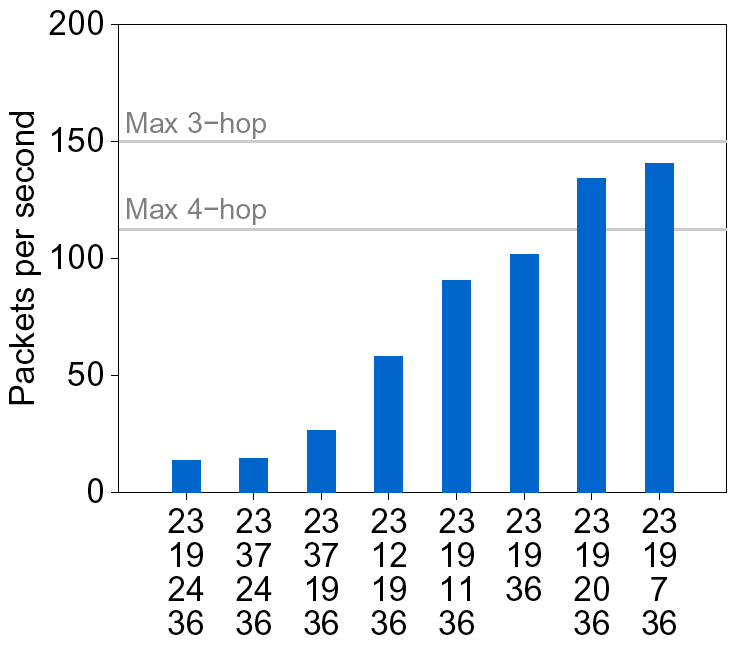 200
150
100
50
0
Packets per second
Max 3−hop
Max 4−hop
23 23 23 23 23 23 23 23
19 37 37 12 19 19 19 19
24 24 19 19 11 36 20 7
36 36 36 36 36 36 36